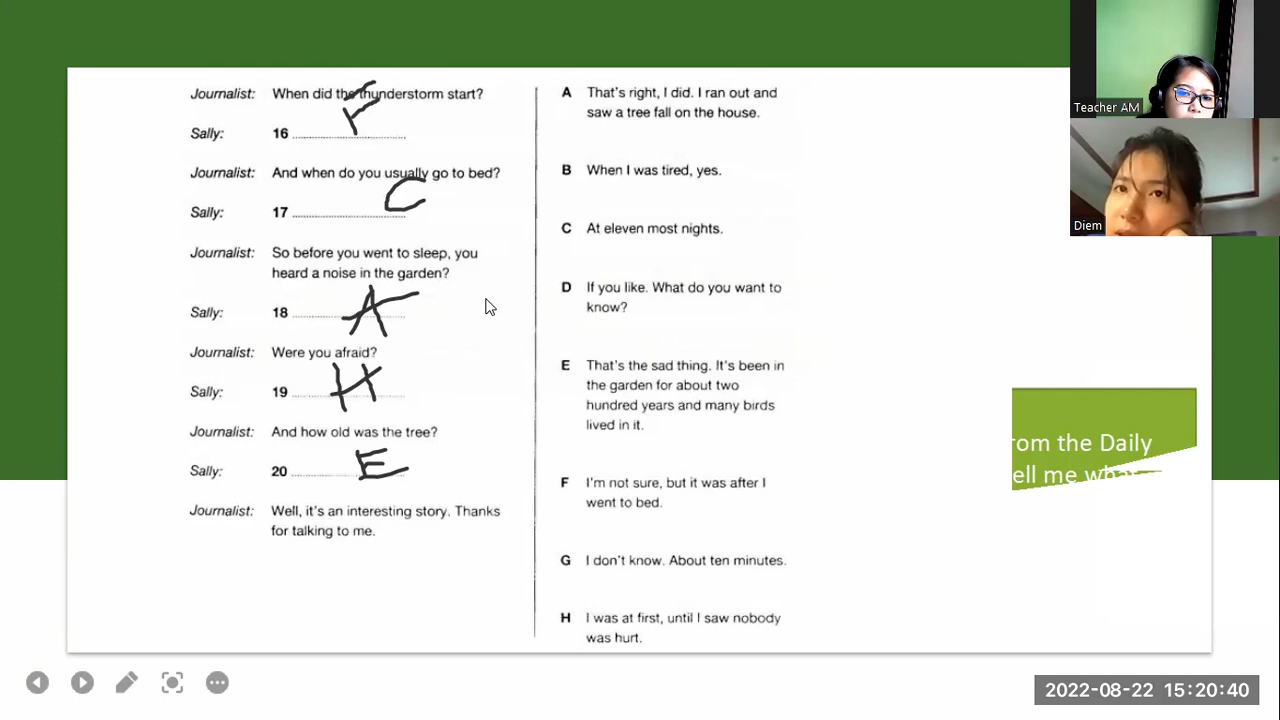 Journalist: When did the thunderstorm start?
Sally: 16 F
Journalist: And when do you usually go to bed?
Sally: 17 C
Journalist: So before you went to sleep, you
heard a noise in the garden?
Sally: 18 A
Journalist: Were you afraid?
Sally: 19 H
Journalist: And how old was the tree?
Sally: 20 E
Journalist: Well, it's an interesting story. Thanks
for talking to me.
A That's right, I did. I ran out and
saw a tree fall on the house.
B When I was tired, yes.
C At eleven most nights.
D If you like. What do you want to
know?
E That's the sad thing. It's been in
the garden for about two
hundred years and many birds
lived in it.
F I'm not sure, but it was after I
went to bed.
G I don't know. About ten minutes.
H I was at first, until I saw nobody
was hurt.
Teacher AM
Diem
rom the Daily
ell me what
2022-08-22 15:20:40